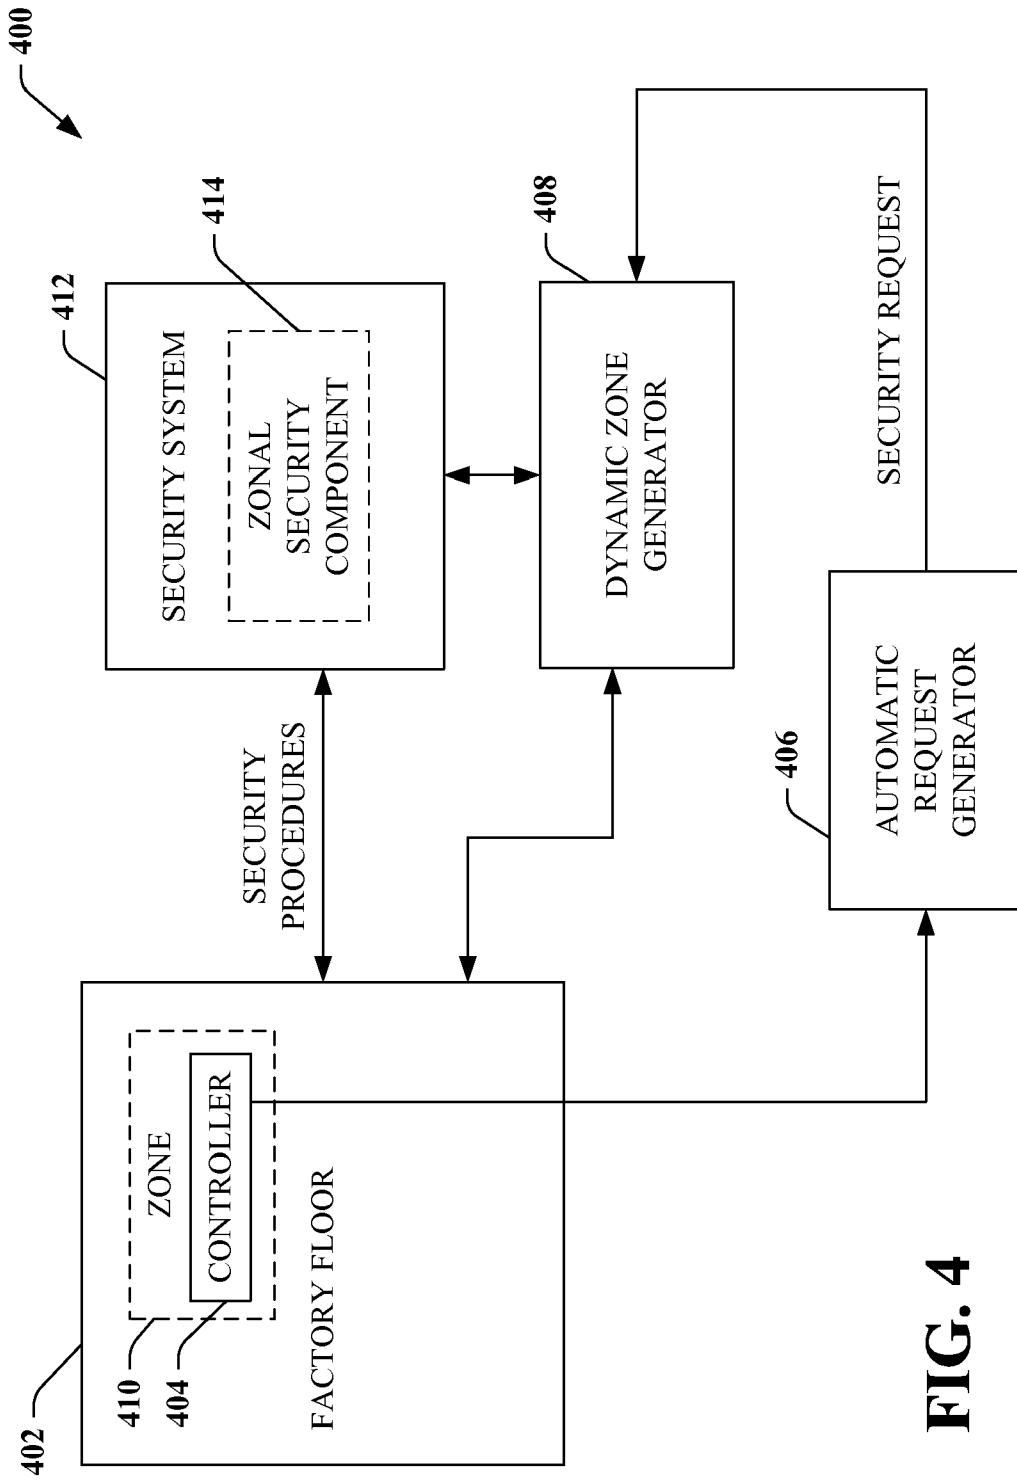 400
412
414
SECURITY SYSTEM
ZONAL
SECURITY
COMPONENT
SECURITY
PROCEDURES
402
410
404
ZONE
CONTROLLER
FACTORY FLOOR
408
DYNAMIC ZONE
GENERATOR
SECURITY REQUEST
406
AUTOMATIC
REQUEST
GENERATOR
FIG. 4